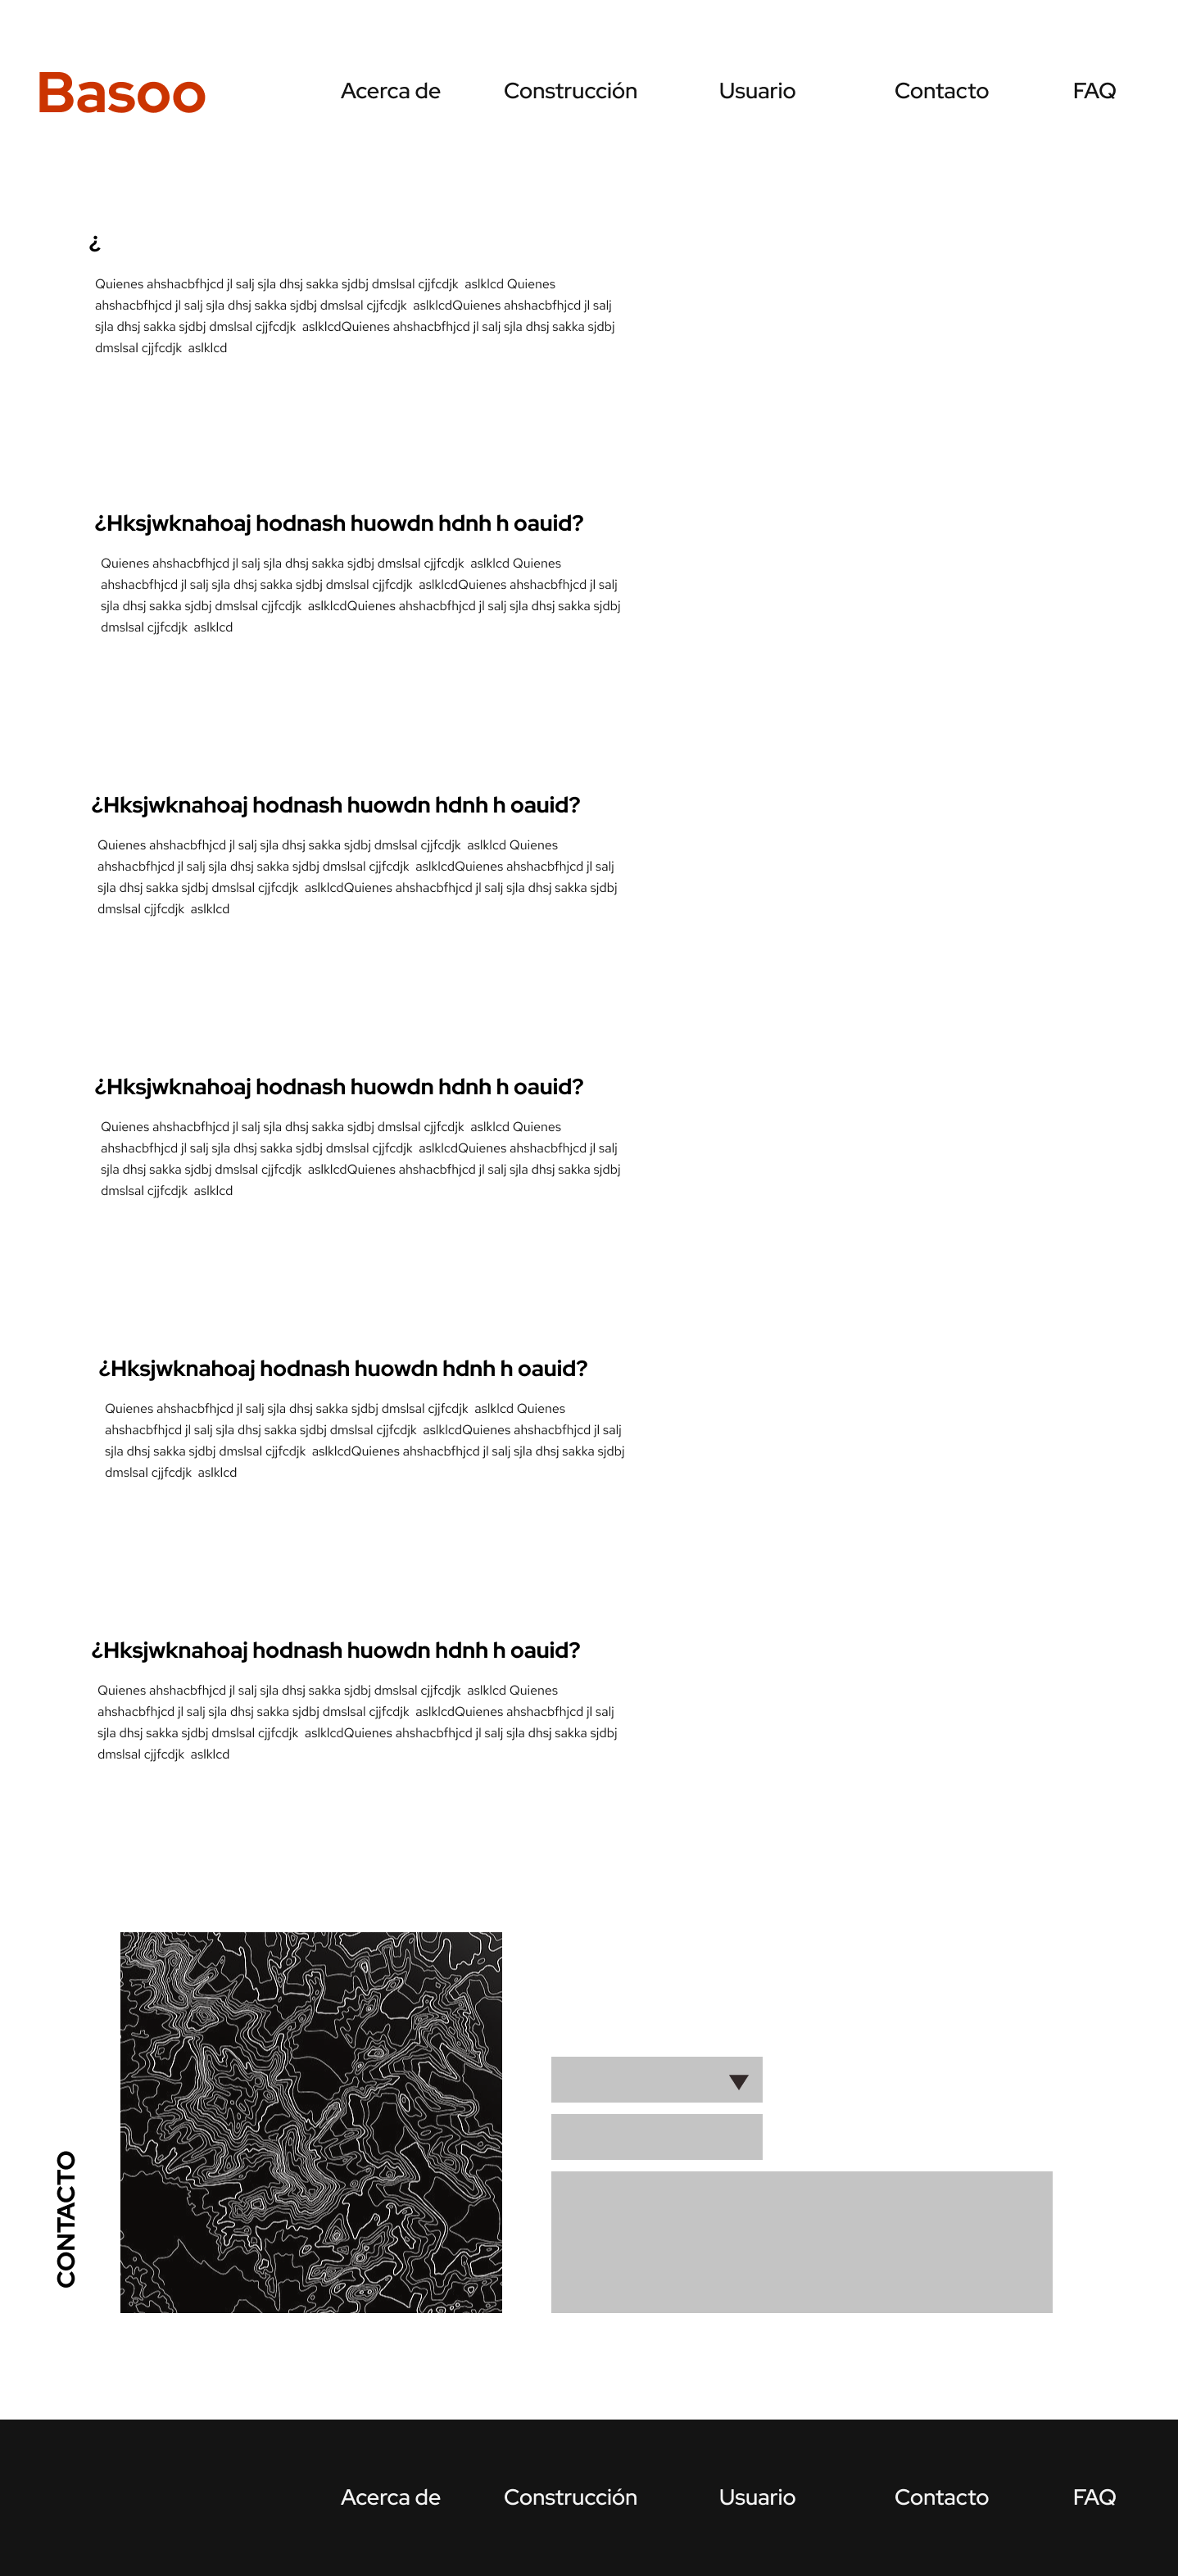 Basoo
Acerca de Construcción Usuario Contacto FAQ
¿
Quienes ahshacbfhjcd jl salj sjla dhsj sakka sjdbj dmslsal cjjfcdjk aslklcd Quienes
ahshacbfhjcd jl salj sjla dhsj sakka sjdbj dmslsal cjjfcdjk aslklcdQuienes ahshacbfhjcd jl salj
sjla dhsj sakka sjdbj dmslsal cjjfcdjk aslklcdQuienes ahshacbfhjcd jl salj sjla dhsj sakka sjdbj
dmslsal cjjfcdjk aslklcd
¿Hksjwknahoaj hodnash huowdn hdnh h oauid?
Quienes ahshacbfhjcd jl salj sjla dhsj sakka sjdbj dmslsal cjjfcdjk aslklcd Quienes
ahshacbfhjcd jl salj sjla dhsj sakka sjdbj dmslsal cjjfcdjk aslklcdQuienes ahshacbfhjcd jl salj
sjla dhsj sakka sjdbj dmslsal cjjfcdjk aslklcdQuienes ahshacbfhjcd jl salj sjla dhsj sakka sjdbj
dmslsal cjjfcdjk aslklcd
¿Hksjwknahoaj hodnash huowdn hdnh h oauid?
Quienes ahshacbfhjcd jl salj sjla dhsj sakka sjdbj dmslsal cjjfcdjk aslklcd Quienes
ahshacbfhjcd jl salj sjla dhsj sakka sjdbj dmslsal cjjfcdjk aslklcdQuienes ahshacbfhjcd jl salj
sjla dhsj sakka sjdbj dmslsal cjjfcdjk aslklcdQuienes ahshacbfhjcd jl salj sjla dhsj sakka sjdbj
dmslsal cjjfcdjk aslklcd
¿Hksjwknahoaj hodnash huowdn hdnh h oauid?
Quienes ahshacbfhjcd jl salj sjla dhsj sakka sjdbj dmslsal cjjfcdjk aslklcd Quienes
ahshacbfhjcd jl salj sjla dhsj sakka sjdbj dmslsal cjjfcdjk aslklcdQuienes ahshacbfhjcd jl salj
sjla dhsj sakka sjdbj dmslsal cjjfcdjk aslklcdQuienes ahshacbfhjcd jl salj sjla dhsj sakka sjdbj
dmslsal cjjfcdjk aslklcd
¿Hksjwknahoaj hodnash huowdn hdnh h oauid?
Quienes ahshacbfhjcd jl salj sjla dhsj sakka sjdbj dmslsal cjjfcdjk aslklcd Quienes
ahshacbfhjcd jl salj sjla dhsj sakka sjdbj dmslsal cjjfcdjk aslklcdQuienes ahshacbfhjcd jl salj
sjla dhsj sakka sjdbj dmslsal cjjfcdjk aslklcdQuienes ahshacbfhjcd jl salj sjla dhsj sakka sjdbj
dmslsal cjjfcdjk aslklcd
¿Hksjwknahoaj hodnash huowdn hdnh h oauid?
Quienes ahshacbfhjcd jl salj sjla dhsj sakka sjdbj dmslsal cjjfcdjk aslklcd Quienes
ahshacbfhjcd jl salj sjla dhsj sakka sjdbj dmslsal cjjfcdjk aslklcdQuienes ahshacbfhjcd jl salj
sjla dhsj sakka sjdbj dmslsal cjjfcdjk aslklcdQuienes ahshacbfhjcd jl salj sjla dhsj sakka sjdbj
dmslsal cjjfcdjk aslklcd
CONTACTO
Acerca de Construcción Usuario Contacto FAQ